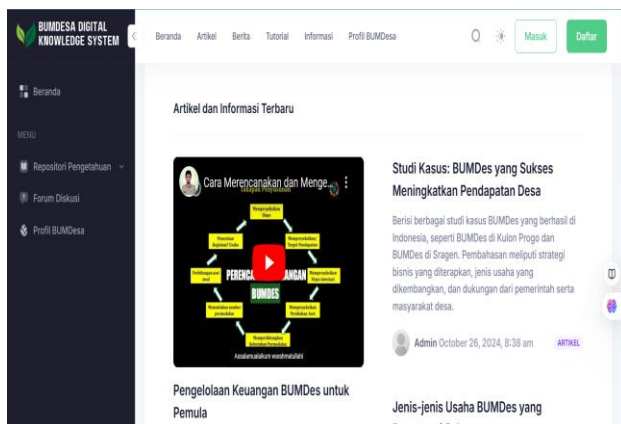 BUMDESA DIGITAL
KNOWLEDGE SYSTEM
Beranda Artikel Berita Tutorial Informasi Profil BUMDesa
Masuk
Daftar
Beranda
MENU
Repositori Pengetahuan
Forum Diskusi
Profil BUMDesa
Artikel dan Informasi Terbaru
Cara Merencanakan dan Menge...
BUMDES
Assalamualaikum warahmatullahi
Pengelolaan Keuangan BUMDes untuk
Pemula
Studi Kasus: BUMDes yang Sukses
Meningkatkan Pendapatan Desa
Berisi berbagai studi kasus BUMDes yang berhasil di
Indonesia, seperti BUMDes di Kulon Progo dan
BUMDes di Sragen. Pembahasan meliputi strategi
bisnis yang diterapkan, jenis usaha yang
dikembangkan, dan dukungan dari pemerintah serta
masyarakat desa.
Admin October 26, 2024, 8:38 am ARTIKEL
Jenis-jenis Usaha BUMDes yang